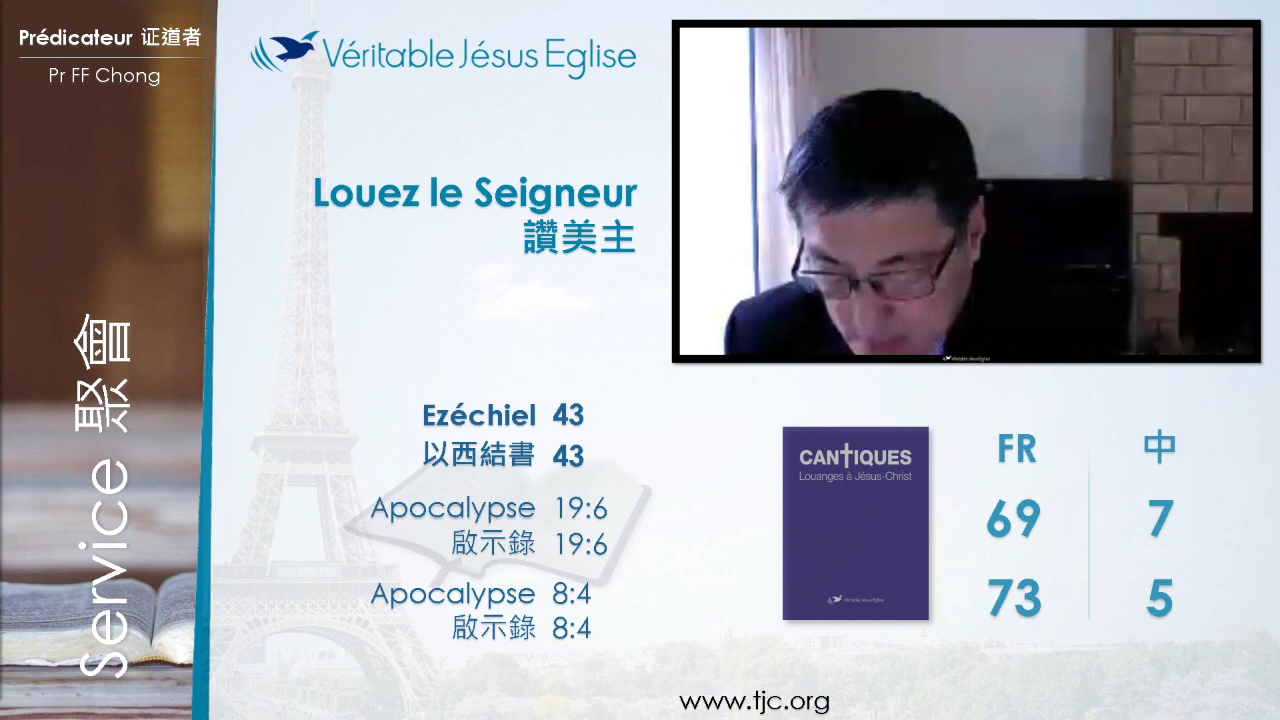 Prédicateur 证道者
Pr FF Chong
Service 聚會
Véritable Jésus Eglise
Louez le Seigneur
讚美主
Ezéchiel 43
以西結書 43
Apocalypse 19:6
啟示錄 19:6
Apocalypse 8:4
啟示錄 8:4
Véritable Jésus Eglise
CANTIQUES
Louanges à Jésus-Christ
Véritable Jésus Eglise
FR 中
69 7
73 5
www.tjc.org